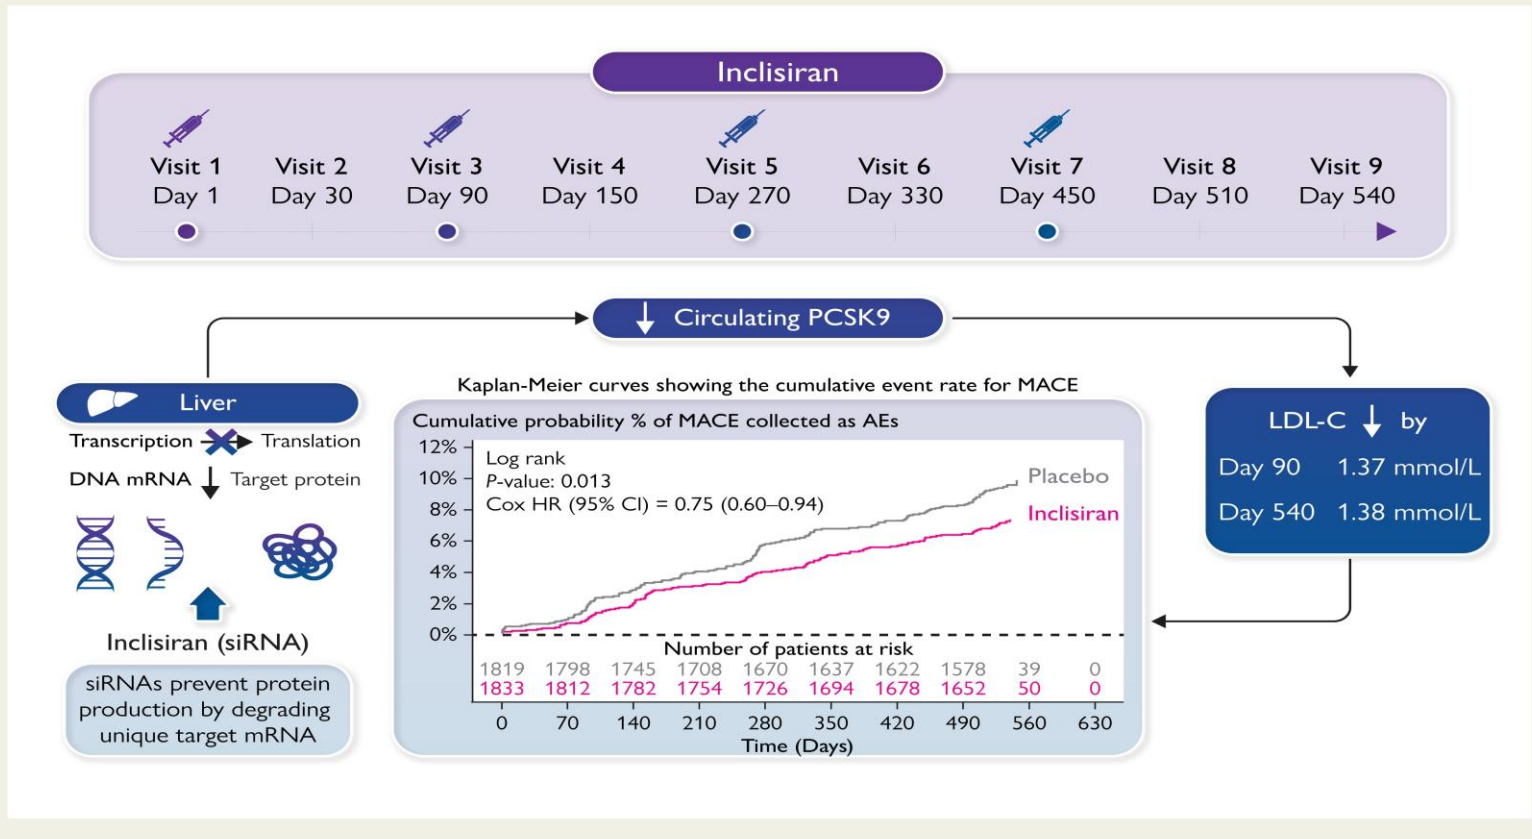 Inclisiran
Visit 1 Visit 2 Visit 3 Visit 4 Visit 5 Visit 6 Visit 7 Visit 8 Visit 9
Day 1 Day 30 Day 90 Day 150 Day 270 Day 330 Day 450 Day 510 Day 540
Circulating PCSK9
Liver
Transcription Translation
DNA mRNA Target protein
Inclisiran (siRNA)
siRNAs prevent protein
production by degrading
unique target mRNA
Kaplan-Meier curves showing the cumulative event rate for MACE
Cumulative probability % of MACE collected as AEs
12%
10%
8%
6%
4%
2%
0%
Log rank
P-value: 0.013
Cox HR (95% CI) = 0.75 (0.60–0.94)
Placebo
Inclisiran
Number of patients at risk
1819 1798 1745 1708 1670 1637 1622 1578 39 0
1833 1812 1782 1754 1726 1694 1678 1652 50 0
0 70 140 210 280 350 420 490 560 630
Time (Days)
LDL-C by
Day 90 1.37 mmol/L
Day 540 1.38 mmol/L